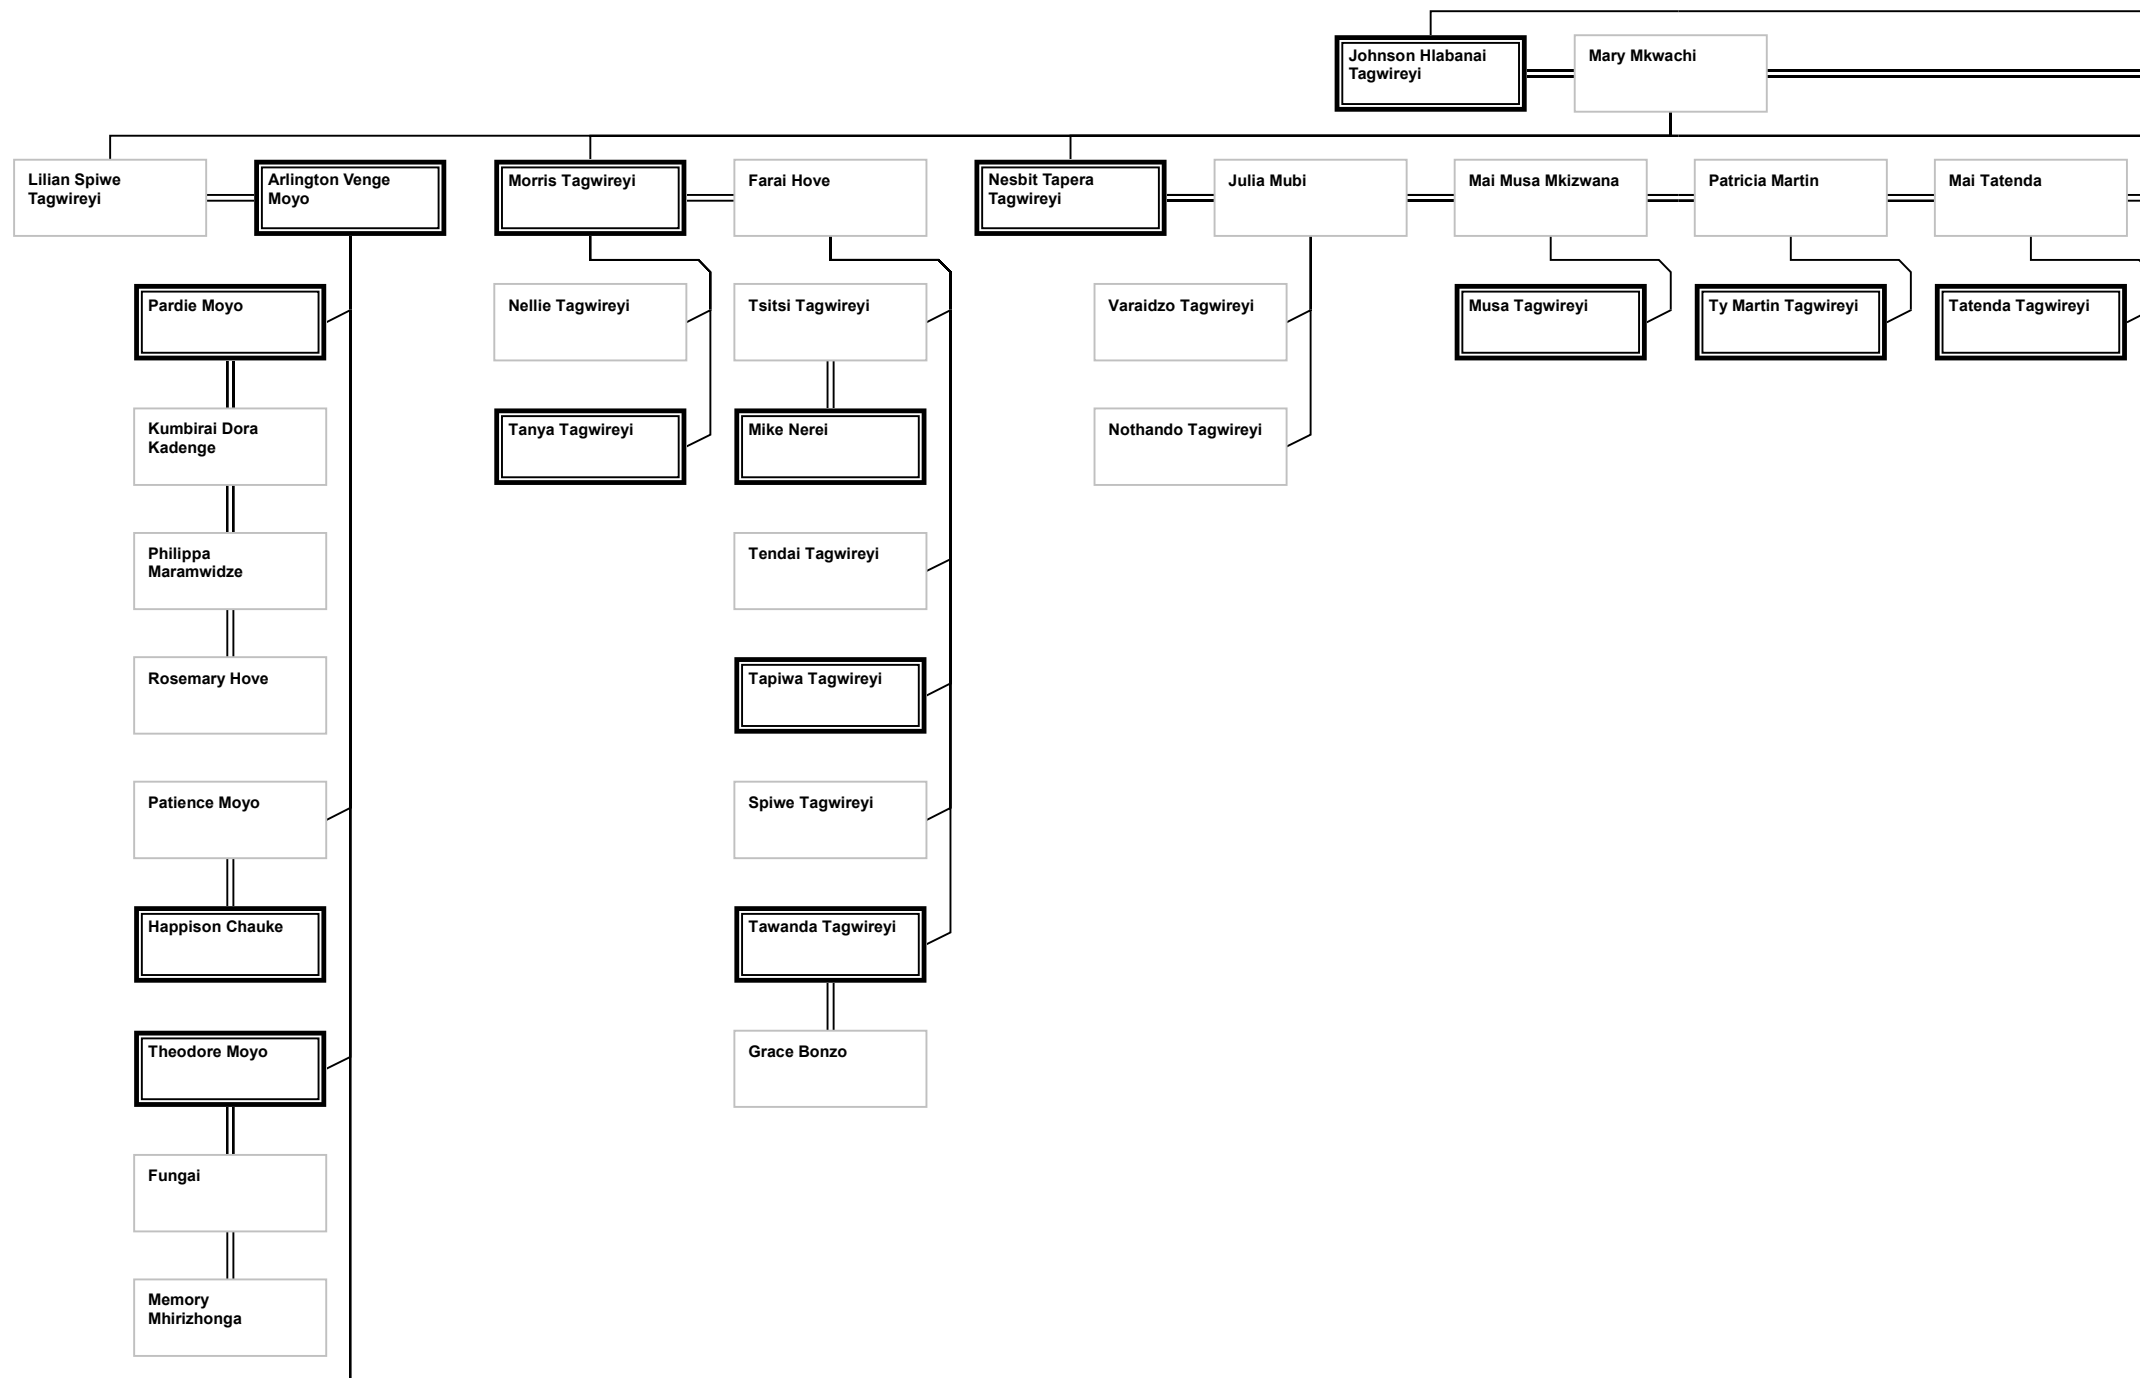 Johnson Hlabanai
Tagwireyi
Mary Mkwachi
Lilian Spiwe
Tagwireyi
Arlington Venge
Moyo
Morris Tagwireyi
Farai Hove
Nesbit Tapera
Tagwireyi
Julia Mubi
Mai Musa Mkizwana
Patricia Martin
Mai Tatenda
Pardie Moyo
Nellie Tagwireyi
Tsitsi Tagwireyi
Varaidzo Tagwireyi
Musa Tagwireyi
Ty Martin Tagwireyi
Tatenda Tagwireyi
Kumbirai Dora
Kadenge
Tanya Tagwireyi
Mike Nerei
Nothando Tagwireyi
Philippa
Maramwidze
Tendai Tagwireyi
Rosemary Hove
Tapiwa Tagwireyi
Patience Moyo
Spiwe Tagwireyi
Happison Chauke
Tawanda Tagwireyi
Theodore Moyo
Grace Bonzo
Fungai
Memory
Mhirizhonga